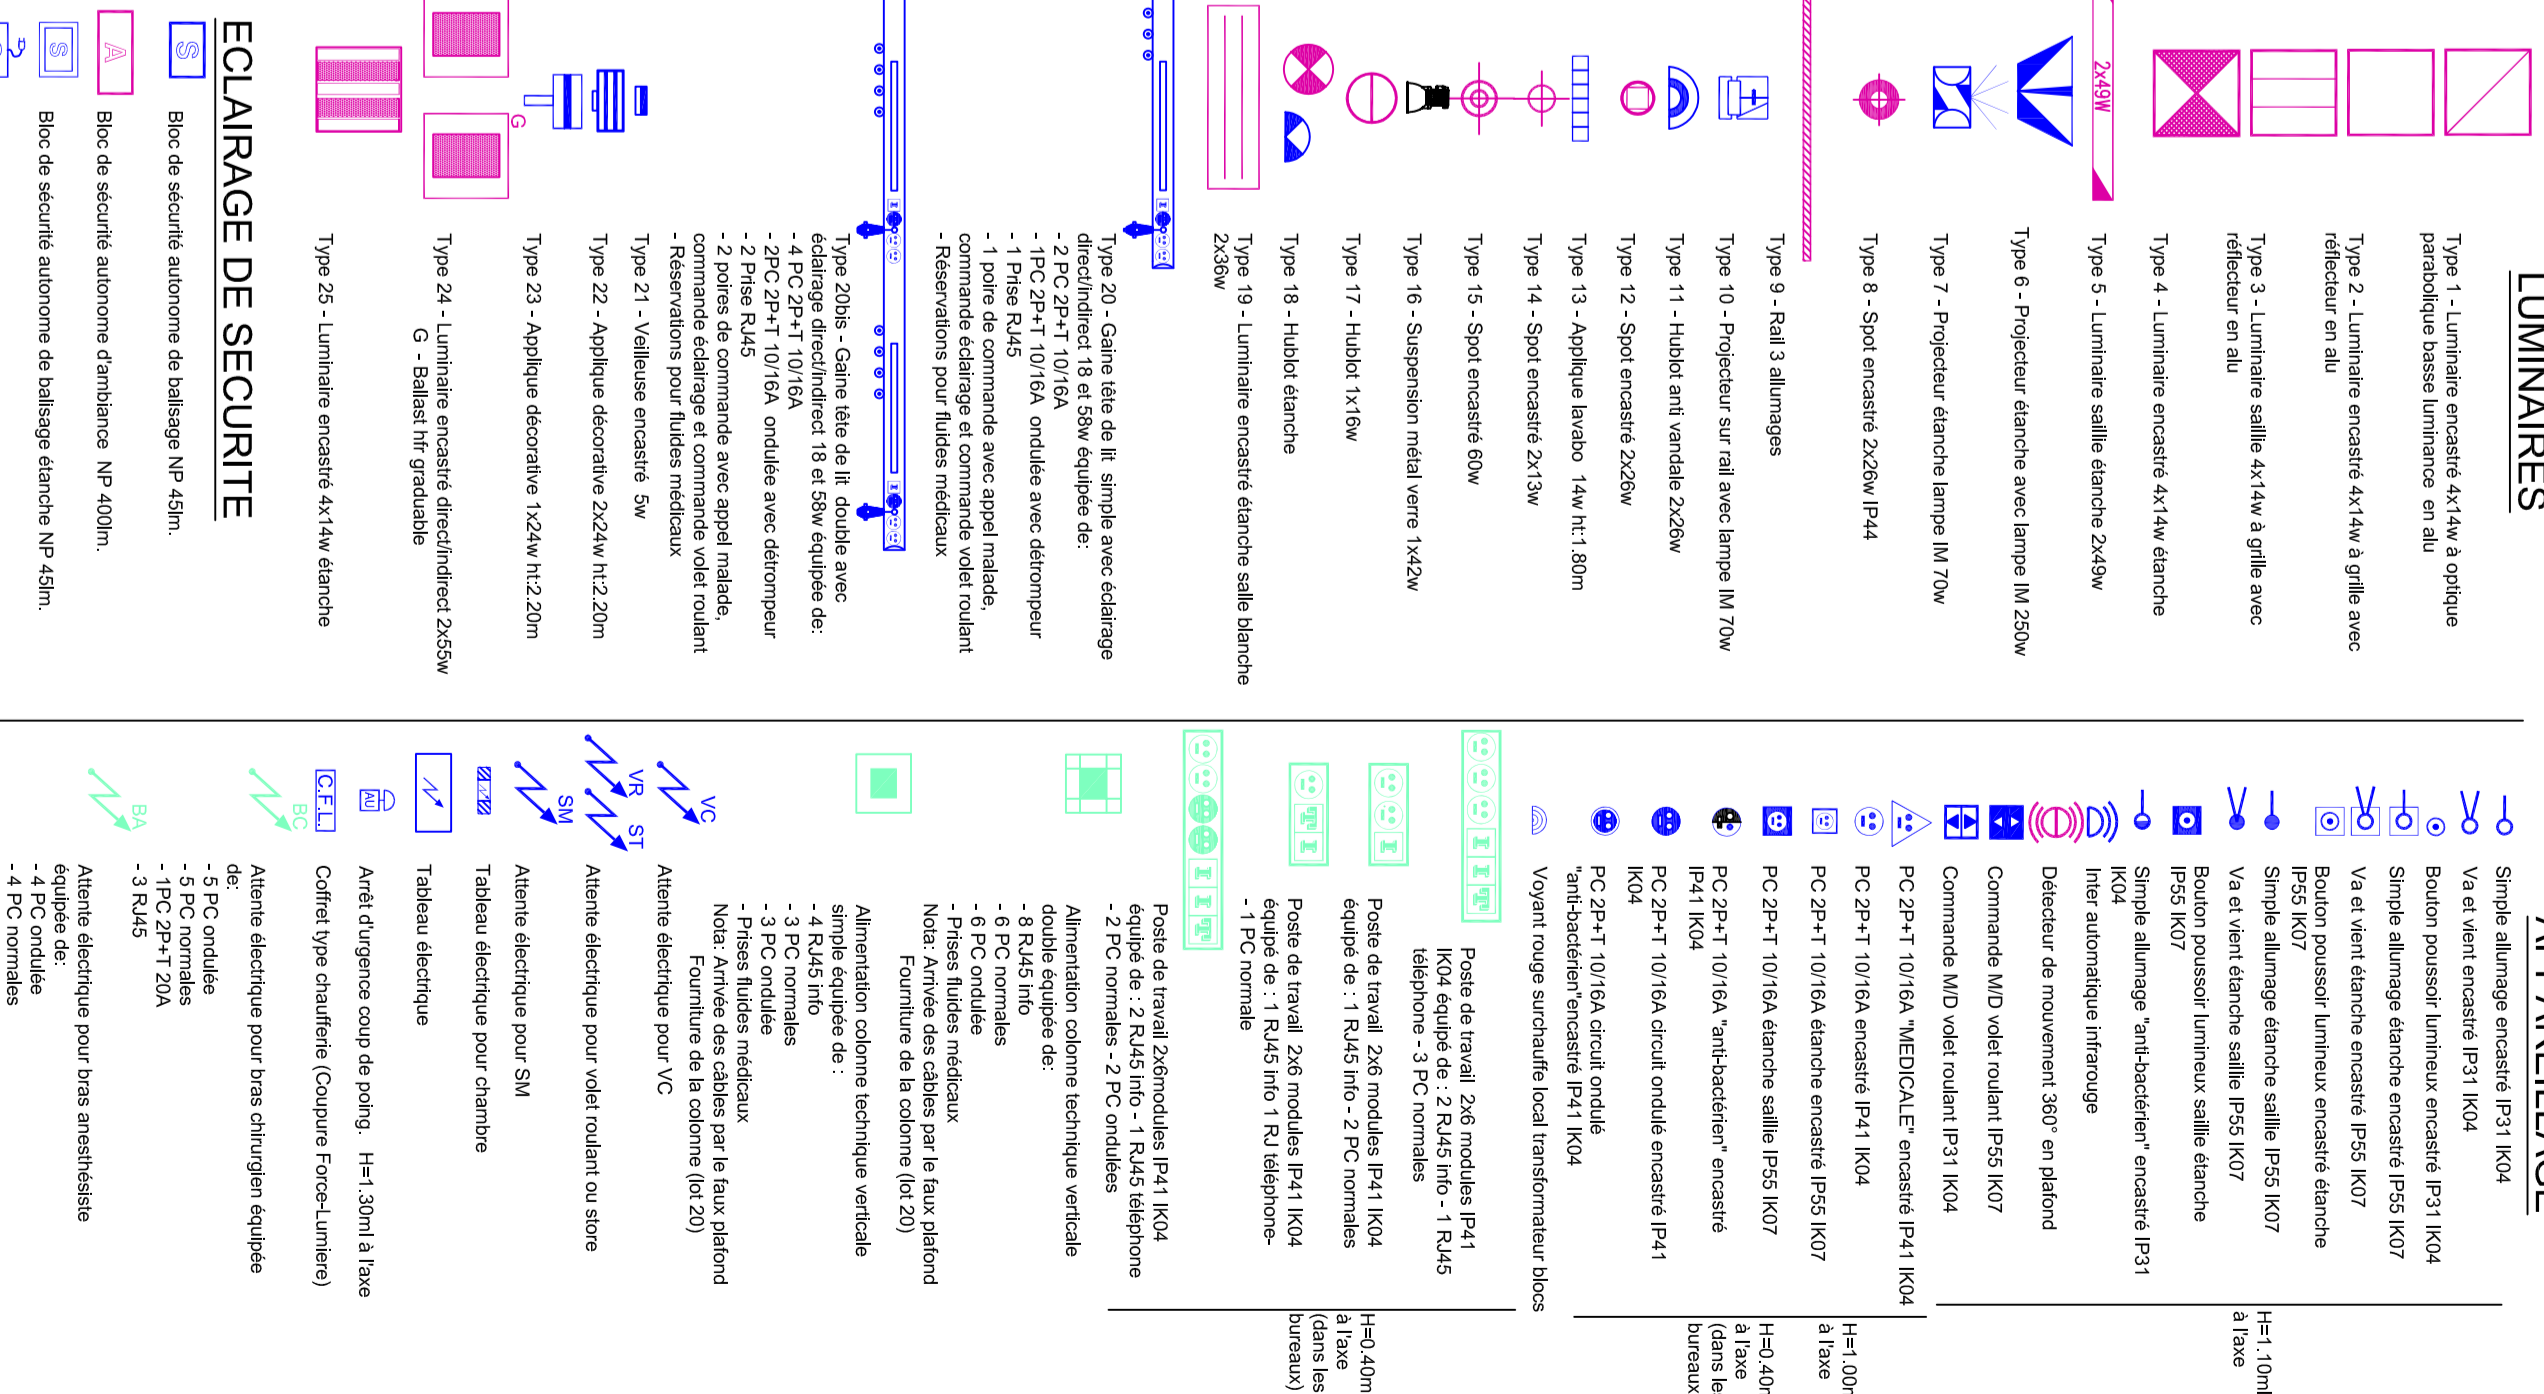 LUMINAIRES
Type 1 - Luminaire encastré 4x14w à optique
parabolique basse luminance en alu
Type 2 - Luminaire encastré 4x14w à grille avec
réflecteur en alu
Type 3 - Luminaire saillie 4x14w à grille avec
réflecteur en alu
Type 4 - Luminaire encastré 4x14w étanche
2x49W
Type 5 - Luminaire saillie étanche 2x49w
Type 6 - Projecteur étanche avec lampe IM 250w
Type 7 - Projecteur étanche lampe IM 70w
Type 8 - Spot encastré 2x26w IP44
Type 9 - Rail 3 allumages
Type 10 - Projecteur sur rail avec lampe IM 70w
Type 11 - Hublot anti vandale 2x26w
Type 12 - Spot encastré 2x26w
Type 13 - Applique lavabo 14w ht:1.80m
Type 14 - Spot encastré 2x13w
Type 15 - Spot encastré 60w
Type 16 - Suspension métal verre 1x42w
Type 17 - Hublot 1x16w
Type 18 - Hublot étanche
Type 19 - Luminaire encastré étanche salle blanche
2x36w
Type 20 - Gaine tête de lit simple avec éclairage
direct/indirect 18 et 58w équipée de:
- 2 PC 2P+T 10/16A
- 1PC 2P+T 10/16A ondulée avec détrompeur
- 1 Prise RJ45
- 1 poire de commande avec appel malade,
commande éclairage et commande volet roulant
- Réservations pour fluides médicaux
Type 20bis - Gaine tête de lit double avec
éclairage direct/indirect 18 et 58w équipée de:
- 4 PC 2P+T 10/16A
- 2PC 2P+T 10/16A ondulée avec détrompeur
- 2 Prise RJ45
- 2 poires de commande avec appel malade,
commande éclairage et commande volet roulant
- Réservations pour fluides médicaux
Type 21 - Veilleuse encastré 5w
Type 22 - Applique décorative 2x24w ht:2.20m
Type 23 - Applique décorative 1x24w ht:2.20m
G
Type 24 - Luminaire encastré direct/indirect 2x55w
G - Ballast hfr graduable
Type 25 - Luminaire encastré 4x14w étanche
ECLAIRAGE DE SECURITE
S
Bloc de sécurité autonome de balisage NP 45lm.
A
Bloc de sécurité autonome d'ambiance NP 400lm.
S
Bloc de sécurité autonome de balisage étanche NP 45lm.
APPAREILLAGE
Simple allumage encastré IP31 IK04
Va et vient encastré IP31 IK04
Bouton poussoir lumineux encastré IP31 IK04
Simple allumage étanche encastré IP55 IK07
Va et vient étanche encastré IP55 IK07
Bouton poussoir lumineux encastré étanche
IP55 IK07
Simple allumage étanche saillie IP55 IK07
Va et vient étanche saillie IP55 IK07
Bouton poussoir lumineux saillie étanche
IP55 IK07
Simple allumage "anti-bactérien" encastré IP31
IK04
Inter automatique infrarouge
Détecteur de mouvement 360° en plafond
Commande M/D volet roulant IP55 IK07
Commande M/D volet roulant IP31 IK04
H=1.10ml
à l'axe
PC 2P+T 10/16A "MEDICALE" encastré IP41 IK04
PC 2P+T 10/16A encastré IP41 IK04
PC 2P+T 10/16A étanche encastré IP55 IK07
PC 2P+T 10/16A étanche saillie IP55 IK07
PC 2P+T 10/16A "anti-bactérien" encastré
IP41 IK04
PC 2P+T 10/16A circuit ondulé encastré IP41
IK04
PC 2P+T 10/16A circuit ondulé
"anti-bactérien"encastré IP41 IK04
H=1.00m
à l'axe
H=0.40m
à l'axe
(dans les
bureaux
Voyant rouge surchauffe local transformateur blocs
Poste de travail 2x6 modules IP41
IK04 équipé de : 2 RJ45 info - 1 RJ45
téléphone - 3 PC normales
Poste de travail 2x6 modules IP41 IK04
équipé de : 1 RJ45 info - 2 PC normales
Poste de travail 2x6 modules IP41 IK04
équipé de : 1 RJ45 info 1 RJ téléphone-
- 1 PC normale
Poste de travail 2x6modules IP41 IK04
équipé de : 2 RJ45 info - 1 RJ45 téléphone
- 2 PC normales - 2 PC ondulées
H=0.40m
à l'axe
(dans les
bureaux)
Alimentation colonne technique verticale
double équipée de:
- 8 RJ45 info
- 6 PC normales
- 6 PC ondulée
- Prises fluides médicaux
Nota: Arrivée des câbles par le faux plafond
Fourniture de la colonne (lot 20)
Alimentation colonne technique verticale
simple équipée de :
- 4 RJ45 info
- 3 PC normales
- 3 PC ondulée
- Prises fluides médicaux
Nota: Arrivée des câbles par le faux plafond
Fourniture de la colonne (lot 20)
VC
Attente électrique pour VC
VR
ST
Attente électrique pour volet roulant ou store
SM
Attente électrique pour SM
Tableau électrique pour chambre
Tableau électrique
AU
Arrêt d'urgence coup de poing. H=1.30ml à l'axe
C.F.L.
Coffret type chaufferie (Coupure Force-Lumiere)
BC
Attente électrique pour bras chirurgien équipée
de:
- 5 PC ondulée
- 5 PC normales
- 1PC 2P+T 20A
- 3 RJ45
BA
Attente électrique pour bras anesthésiste
équipée de:
- 4 PC ondulée
- 4 PC normales